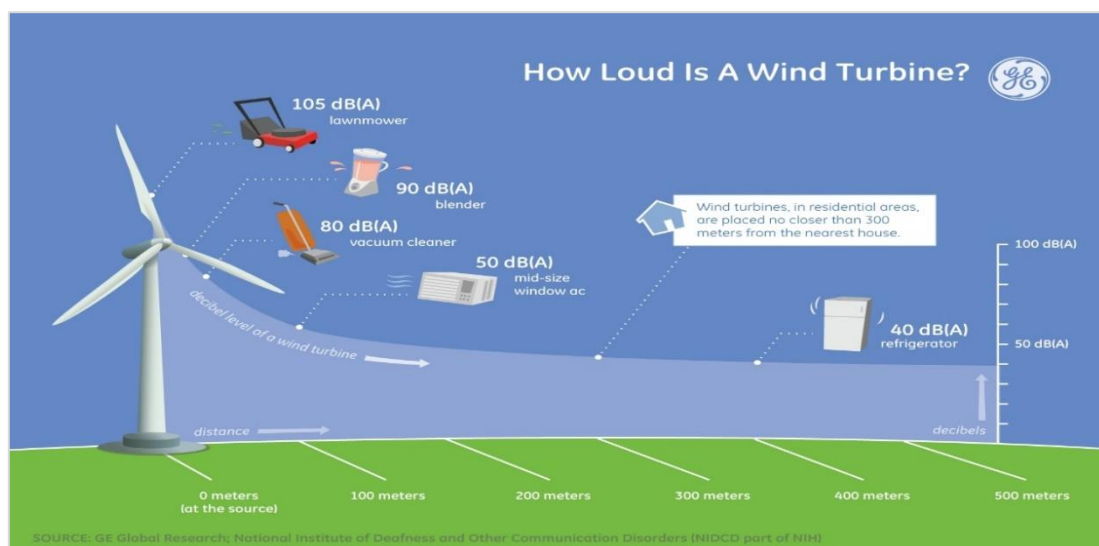 How Loud Is A Wind Turbine?
GE
105 dB(A)
lawnmower
90 dB(A)
blender
80 dB(A)
vacuum cleaner
50 dB(A)
mid-size
window ac
Wind turbines, in residential areas,
are placed no closer than 300
meters from the nearest house.
100 dB(A)
40 dB(A)
refrigerator
50 dB(A)
decibel level of a wind turbine
distance
decibels
0 meters
(at the source)
100 meters
200 meters
300 meters
400 meters
500 meters
SOURCE: GE Global Research; National Institute of Deafness and Other Communication Disorders (NIDCD part of NIH)